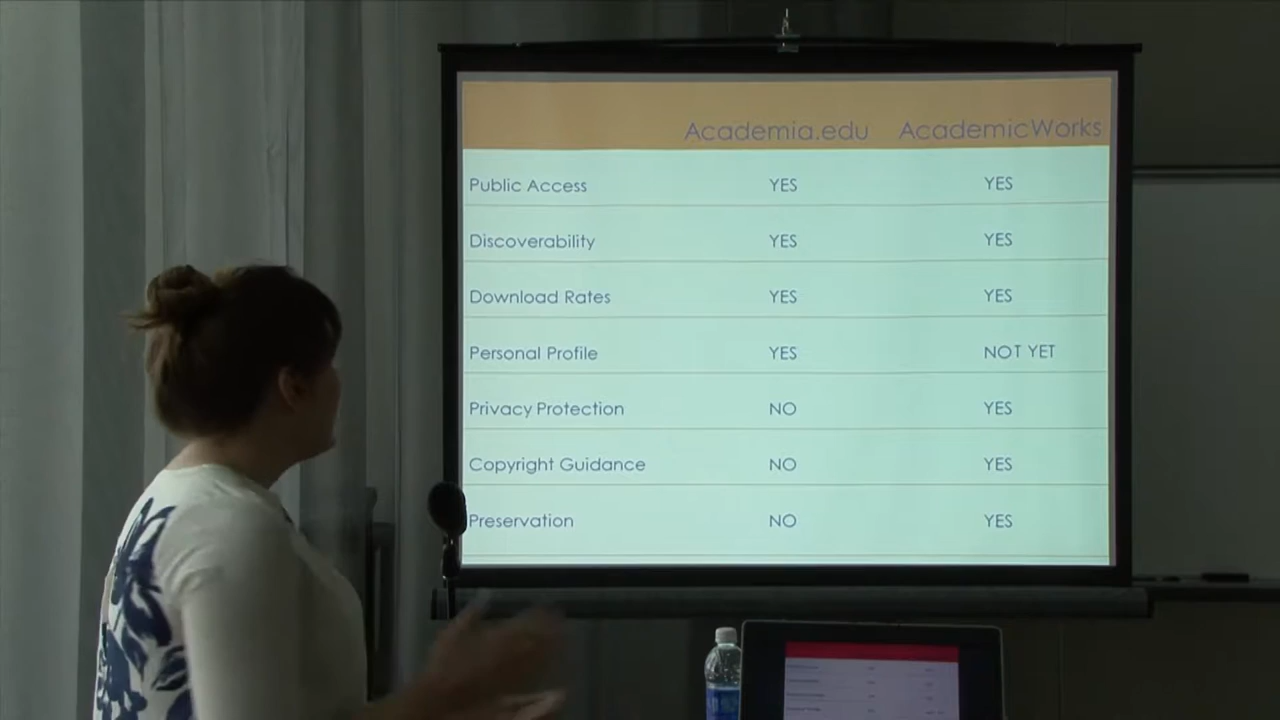 Academia.edu AcademicWorks
Public Access YES YES
Discoverability YES YES
Download Rates YES YES
Personal Profile YES NOT YET
Privacy Protection NO YES
Copyright Guidance NO YES
Preservation NO YES